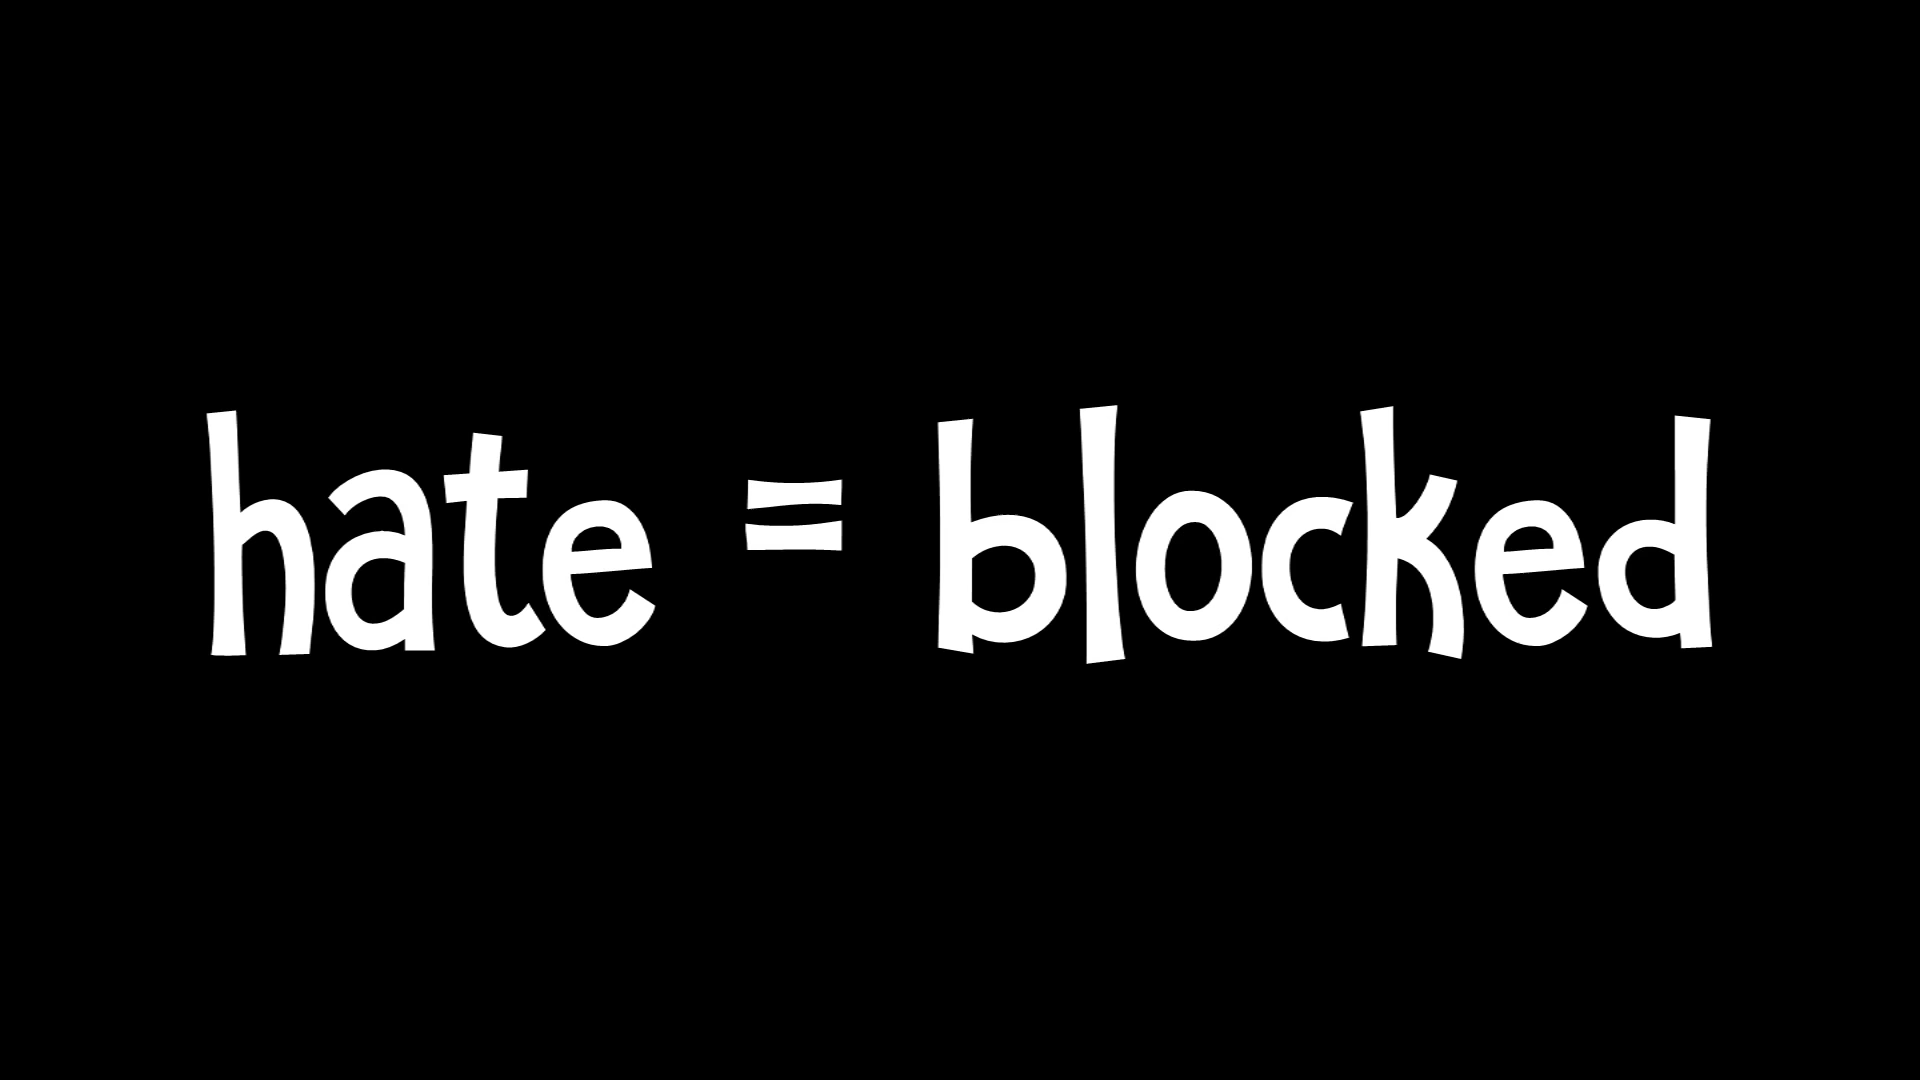 hate = blocked